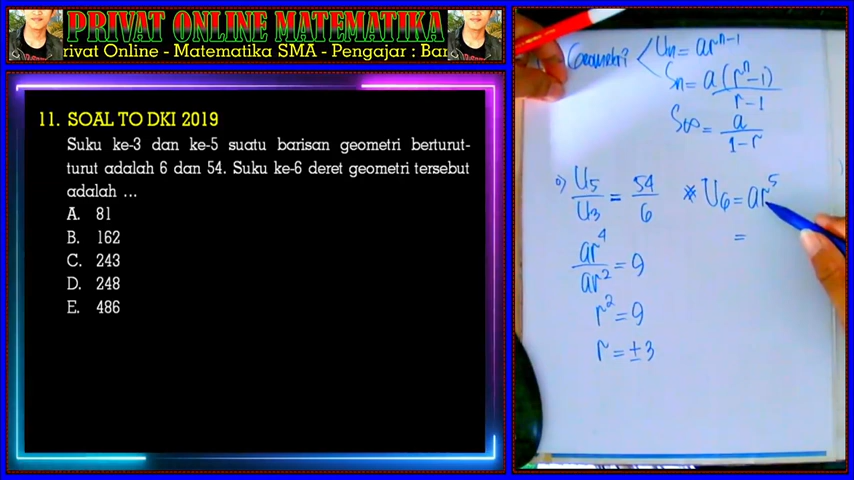 PRIVAT ONLINE MATEMATIKA
rivat Online - Matematika SMA - Pengajar : Bar
11. SOAL TO DKI 2019
Suku ke-3 dan ke-5 suatu barisan geometri berturut-
turut adalah 6 dan 54. Suku ke-6 deret geometri tersebut
adalah ...
A. 81
B. 162
C. 243
D. 248
E. 486
Geometri < Un = ar^n-1
Sn = a(r^n-1)/r-1
S∞ = a/1-r
U5/U3 = 54/6
ar^4/ar^2 = 9
r^2 = 9
r = ±3
* U6 = ar^5
=